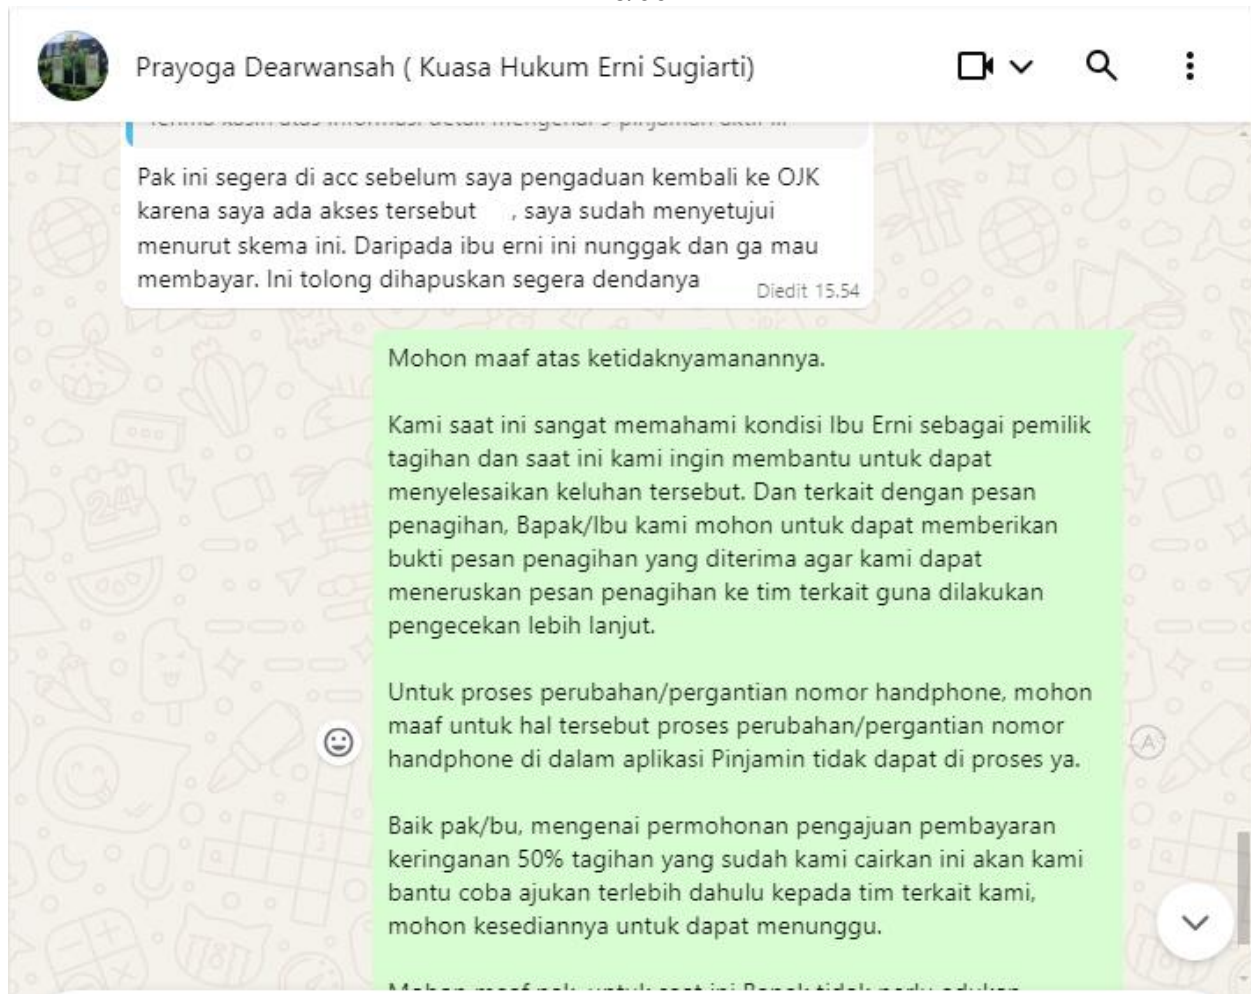 Prayoga Dearwansah ( Kuasa Hukum Erni Sugiarti)
Pak ini segera di acc sebelum saya pengaduan kembali ke OJK
karena saya ada akses tersebut , saya sudah menyetujui
menurut skema ini. Daripada ibu erni ini nunggak dan ga mau
membayar. Ini tolong dihapuskan segera dendanya
Diedit 15.54
Mohon maaf atas ketidaknyamanannya.
Kami saat ini sangat memahami kondisi Ibu Erni sebagai pemilik
tagihan dan saat ini kami ingin membantu untuk dapat
menyelesaikan keluhan tersebut. Dan terkait dengan pesan
penagihan, Bapak/Ibu kami mohon untuk dapat memberikan
bukti pesan penagihan yang diterima agar kami dapat
meneruskan pesan penagihan ke tim terkait guna dilakukan
pengecekan lebih lanjut.
Untuk proses perubahan/pergantian nomor handphone, mohon
maaf untuk hal tersebut proses perubahan/pergantian nomor
handphone di dalam aplikasi Pinjamin tidak dapat di proses ya.
Baik pak/bu, mengenai permohonan pengajuan pembayaran
keringanan 50% tagihan yang sudah kami cairkan ini akan kami
bantu coba ajukan terlebih dahulu kepada tim terkait kami,
mohon kesediannya untuk dapat menunggu.